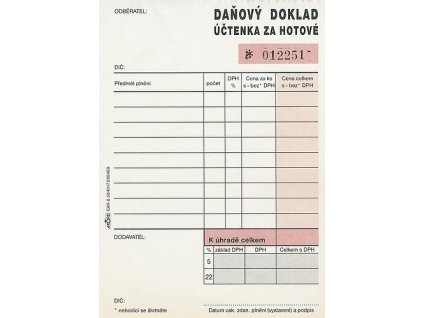 ODBĚRATEL:
DAŇOVÝ DOKLAD
ÚČTENKA ZA HOTOVÉ
012251*
DIČ:
Předmět plnění počet DPH % Cena za ks s - bez* DPH Cena celkem s - bez* DPH
DODAVATEL:
K úhradě celkem
% základ DPH DPH Celkem s DPH
5
22
DIČ:
* nehodící se škrtněte
Datum usk. zdan. plnění (vystavení) a podpis